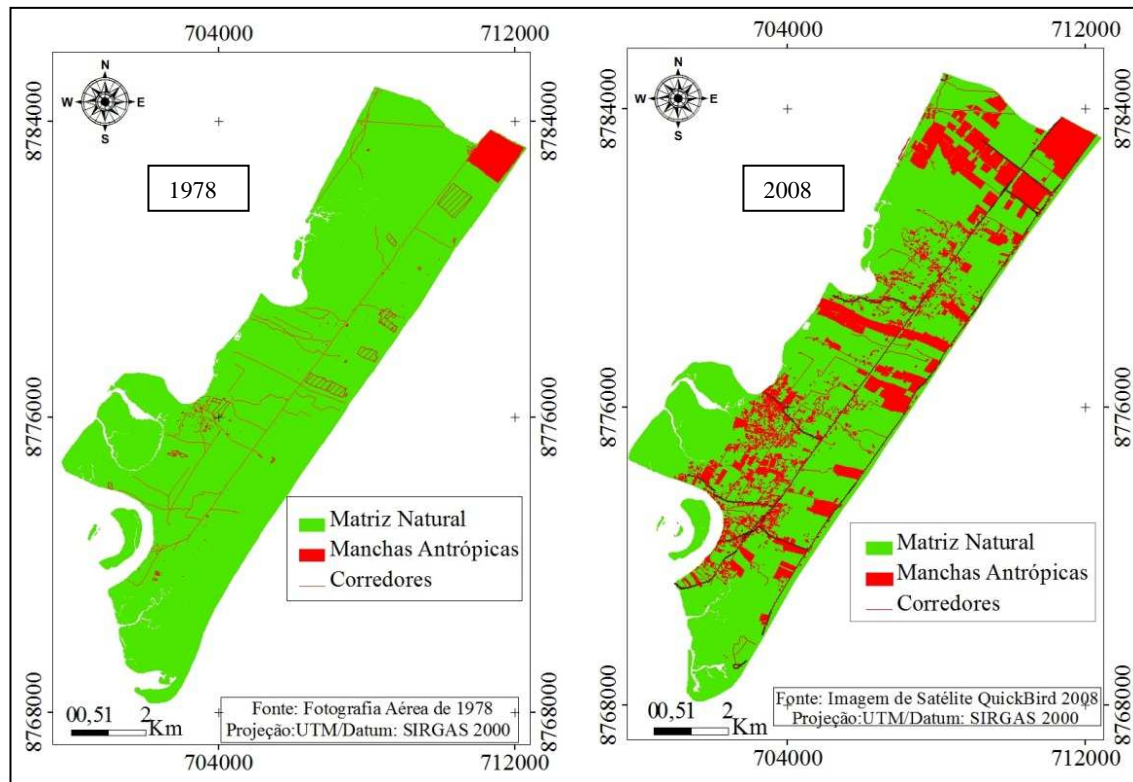 704000
712000
N
W
E
S
8784000
8784000
1978
8776000
8776000
Matriz Natural
Manchas Antrópicas
Corredores
8768000
8768000
00,51
2
Km
Fonte: Fotografia Aérea de 1978
Projeção:UTM/Datum: SIRGAS 2000
704000
712000
704000
712000
N
W
E
S
8784000
8784000
2008
8776000
8776000
Matriz Natural
Manchas Antrópicas
Corredores
8768000
8768000
00,51
2
Km
Fonte: Imagem de Satélite QuickBird 2008
Projeção:UTM/Datum: SIRGAS 2000
704000
712000